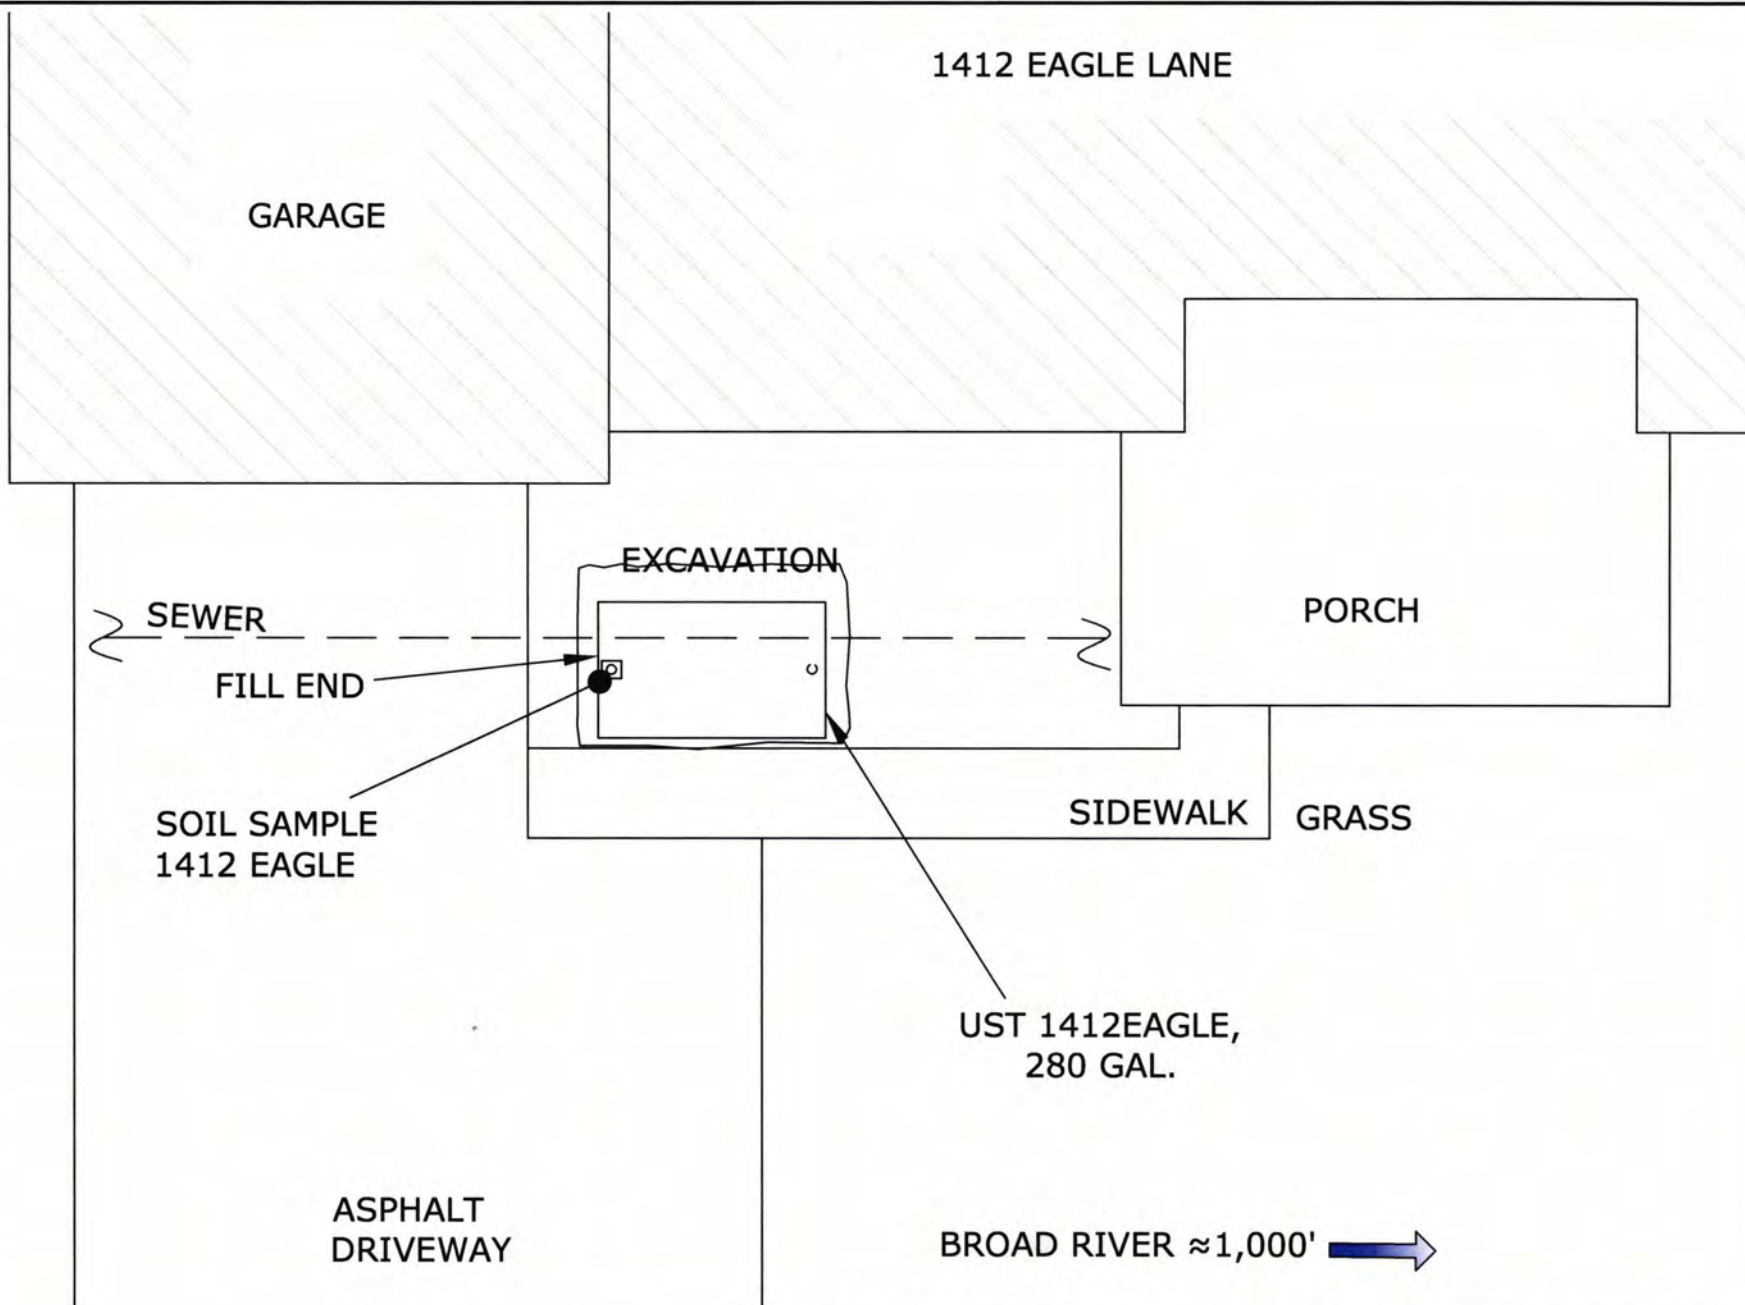 1412 EAGLE LANE
GARAGE
EXCAVATION
SEWER
PORCH
FILL END
SOIL SAMPLE
1412 EAGLE
SIDEWALK
GRASS
UST 1412EAGLE,
280 GAL.
ASPHALT
DRIVEWAY
BROAD RIVER ≈1,000'